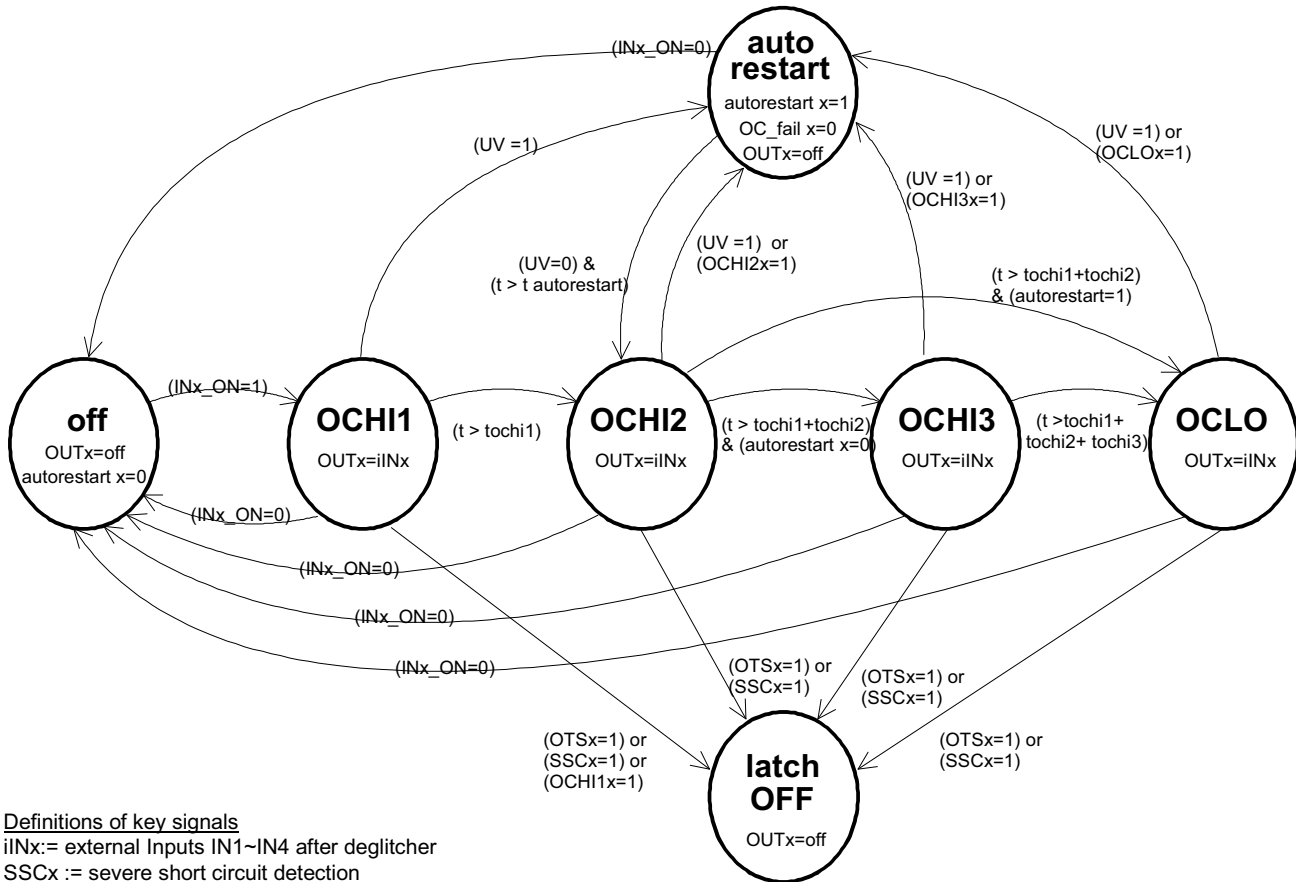 (INx_ON=0)
auto
restart
autorestart x=1
OC_fail x=0
OUTx=off
(UV =1)
(UV =1) or
(OCLOx=1)
(UV =1) or
(OCHI3x=1)
(UV =1) or
(OCHI2x=1)
(UV=0) &
(t > t autorestart)
(t > tochi1+tochi2)
& (autorestart=1)
off
OUTx=off
autorestart x=0
(INx_ON=1)
OCHI1
OUTx=iINx
(t > tochi1)
OCHI2
OUTx=iINx
(t > tochi1+tochi2)
& (autorestart x=0)
OCHI3
OUTx=iINx
(t >tochi1+
tochi2+ tochi3)
OCLO
OUTx=iINx
(INx_ON=0)
(INx_ON=0)
(INx_ON=0)
(INx_ON=0)
(OTSx=1) or
(SSCx=1) or
(OCHI1x=1)
(OTSx=1) or
(SSCx=1)
(OTSx=1) or
(SSCx=1)
(OTSx=1) or
(SSCx=1)
latch
OFF
OUTx=off
Definitions of key signals
iINx:= external Inputs IN1~IN4 after deglitcher
SSCx := severe short circuit detection